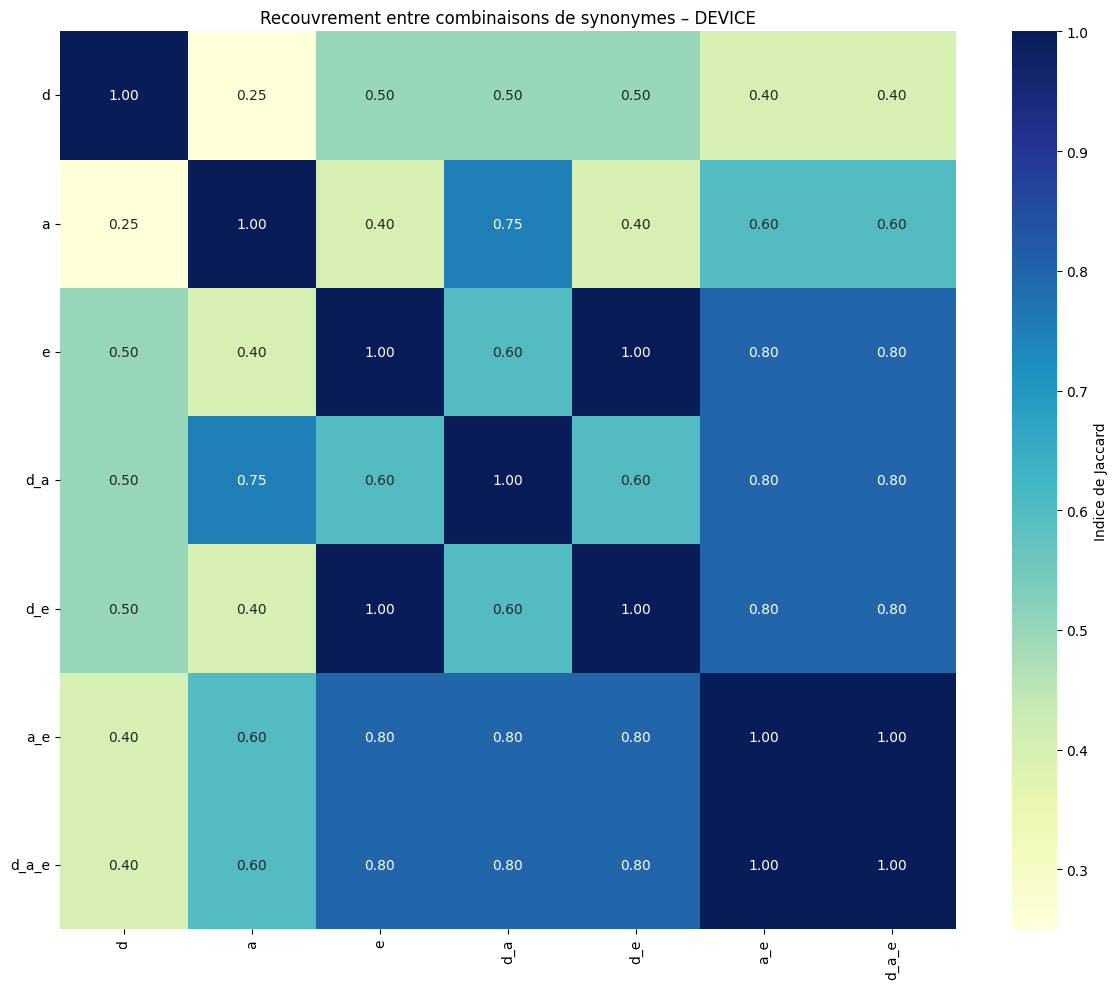 Recouvrement entre combinaisons de synonymes – DEVICE
d 1.00 0.25 0.50 0.50 0.50 0.40 0.40
a 0.25 1.00 0.40 0.75 0.40 0.60 0.60
e 0.50 0.40 1.00 0.60 1.00 0.80 0.80
d_a 0.50 0.75 0.60 1.00 0.60 0.80 0.80
d_e 0.50 0.40 1.00 0.60 1.00 0.80 0.80
a_e 0.40 0.60 0.80 0.80 0.80 1.00 1.00
d_a_e 0.40 0.60 0.80 0.80 0.80 1.00 1.00
d a e d_a d_e a_e d_a_e
1.0
0.9
0.8
0.7
0.6
0.5
0.4
0.3
Indice de Jaccard